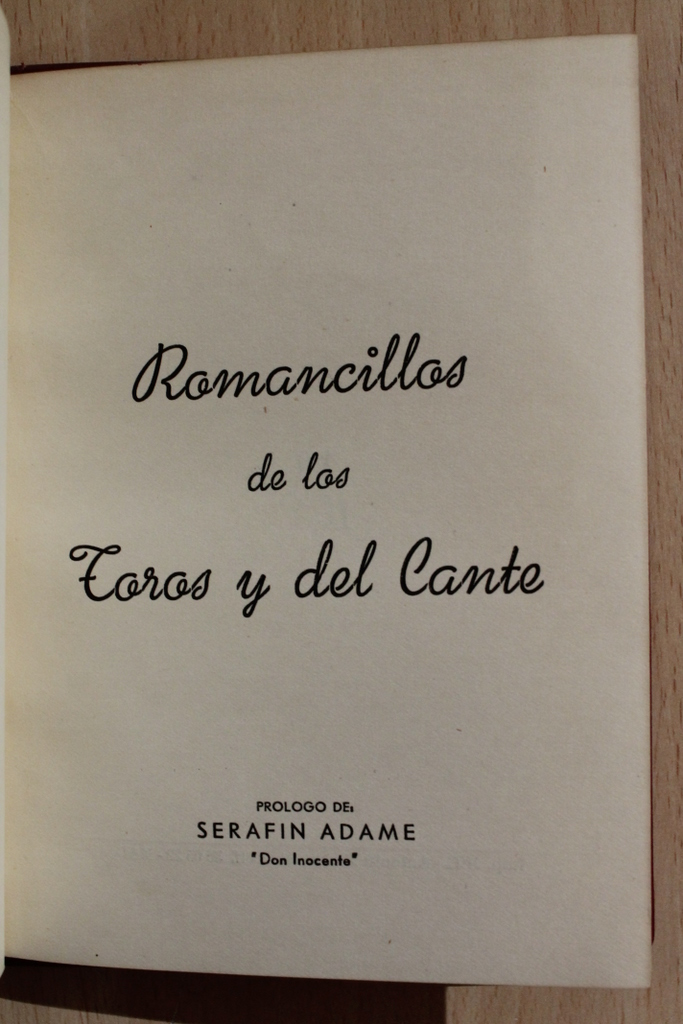 Romancillos
de los
Toros y del Cante
PROLOGO DE:
SERAFIN ADAME
"Don Inocente"